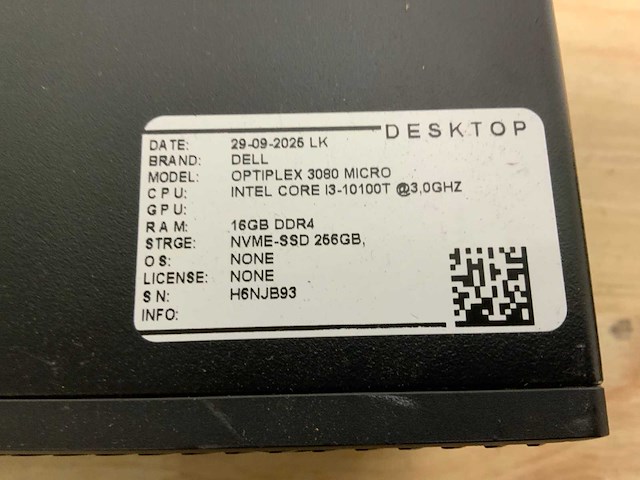 DESKTOP
DATE: 29-09-2025 LK
BRAND: DELL
MODEL: OPTIPLEX 3080 MICRO
CPU: INTEL CORE I3-10100T @3,0GHZ
GPU:
RAM: 16GB DDR4
STRGE: NVME-SSD 256GB,
OS: NONE
LICENSE: NONE
SN: H6NJB93
INFO: